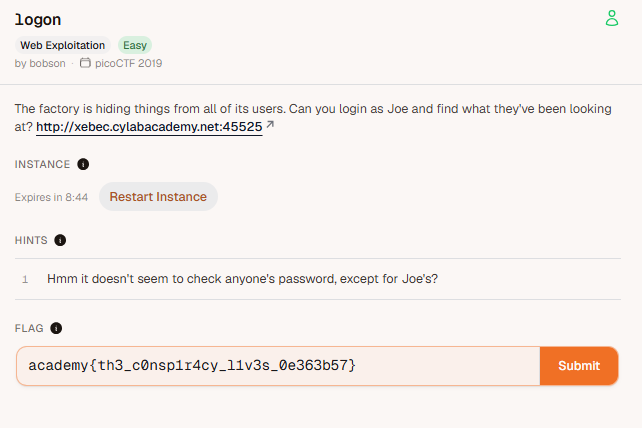 logon
Web Exploitation Easy
by bobson · picoCTF 2019
The factory is hiding things from all of its users. Can you login as Joe and find what they've been looking
at? http://xebec.cylabacademy.net:45525
INSTANCE
Expires in 8:44 Restart Instance
HINTS
1 Hmm it doesn't seem to check anyone's password, except for Joe's?
FLAG
academy{th3_c0nsp1r4cy_l1v3s_0e363b57} Submit